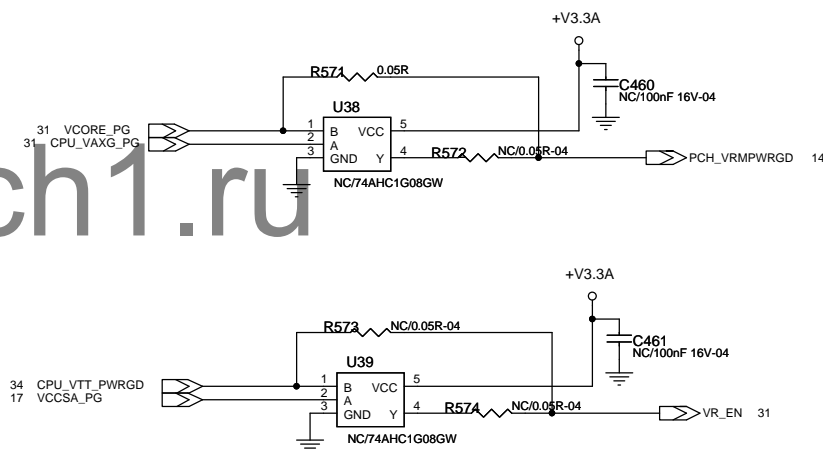 +V3.3A
R571 0.05R
C460
NC/100nF 16V-04
U38
31 VCORE_PG
31 CPU_VAXG_PG
1 B VCC 5
2 A
3 GND Y 4
R572 NC/0.05R-04
PCH_VRMPWRGD 14
NC/74AHC1G08GW
ch1.ru
+V3.3A
R573 NC/0.05R-04
C461
NC/100nF 16V-04
U39
34 CPU_VTT_PWRGD
17 VCCSA_PG
1 B VCC 5
2 A
3 GND Y 4
R574 NC/0.05R-04
VR_EN 31
NC/74AHC1G08GW